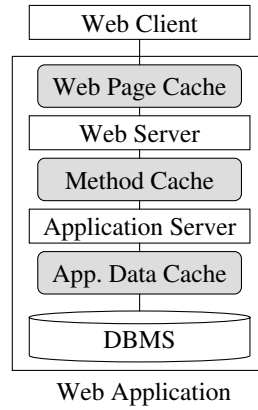 Web Client
Web Page Cache
Web Server
Method Cache
Application Server
App. Data Cache
DBMS
Web Application